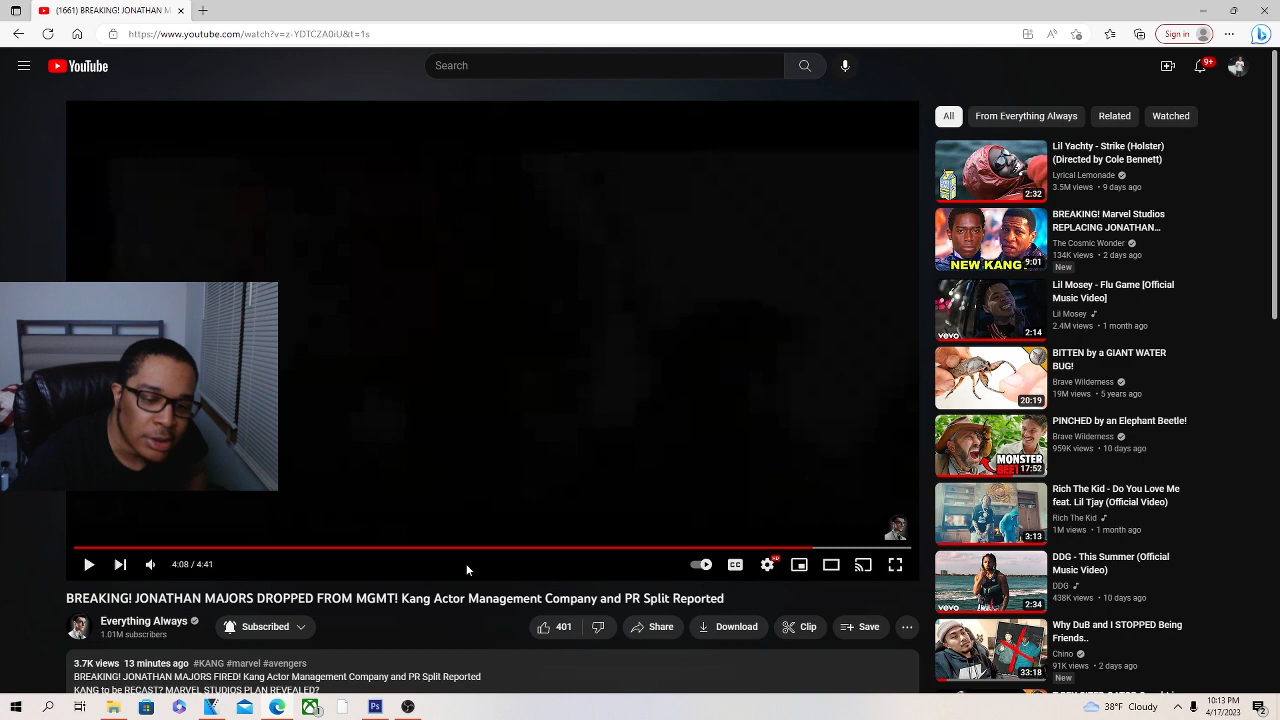 (1661) BREAKING! JONATHAN M
https://www.youtube.com/watch?v=z-YDTCZA0iU&t=1s
Sign in
YouTube
Search
9+
All
From Everything Always
Related
Watched
Lil Yachty - Strike (Holster)
(Directed by Cole Bennett)
Lyrical Lemonade
3.5M views • 9 days ago
2:32
BREAKING! Marvel Studios
REPLACING JONATHAN…
The Cosmic Wonder
134K views • 2 days ago
New
NEW KANG?
9:01
Lil Mosey - Flu Game [Official
Music Video]
Lil Mosey
2.4M views • 1 month ago
vevo
2:14
BITTEN by a GIANT WATER
BUG!
Brave Wilderness
19M views • 5 years ago
20:19
PINCHED by an Elephant Beetle!
Brave Wilderness
959K views • 10 days ago
MONSTER
17:52
Rich The Kid - Do You Love Me
feat. Lil Tjay (Official Video)
Rich The Kid
1M views • 1 month ago
3:13
DDG - This Summer (Official
Music Video)
DDG
438K views • 10 days ago
vevo
2:34
Why DuB and I STOPPED Being
Friends..
Chino
91K views • 2 days ago
New
33:18
4:08 / 4:41
CC
HD
BREAKING! JONATHAN MAJORS DROPPED FROM MGMT! Kang Actor Management Company and PR Split Reported
Everything Always
1.01M subscribers
Subscribed
401
Share
Download
Clip
Save
3.7K views 13 minutes ago #KANG #marvel #avengers
BREAKING! JONATHAN MAJORS FIRED! Kang Actor Management Company and PR Split Reported
KANG to be RECAST? MARVEL STUDIOS PLAN REVEALED?
Ps
38°F Cloudy
10:13 PM
4/17/2023
2